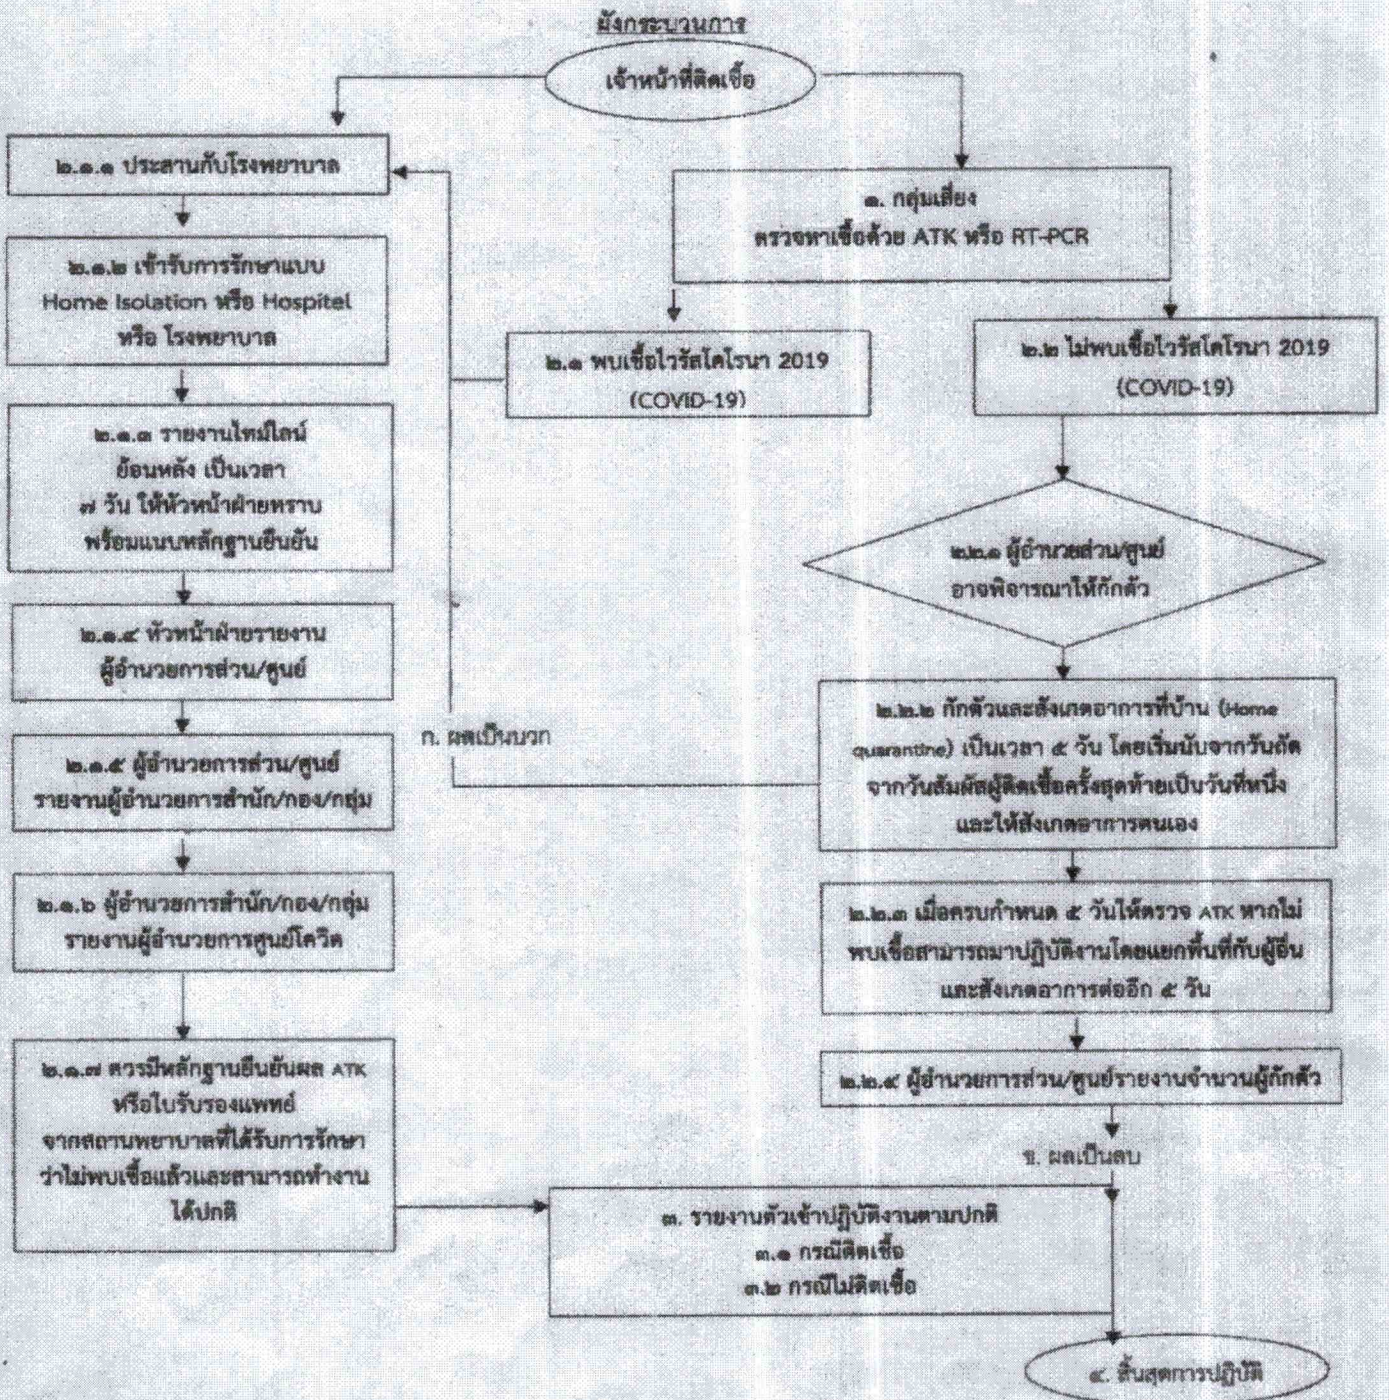 ผังกระบวนการ
เจ้าหน้าที่ติดเชื้อ
๒.๑.๑ ประสานกับโรงพยาบาล
๒.๑.๒ เข้ารับการรักษาแบบ
Home Isolation หรือ Hospitel
หรือ โรงพยาบาล
๒.๑.๓ รายงานไทม์ไลน์
ย้อนหลัง เป็นเวลา
๗ วัน ให้หัวหน้าฝ่ายทราบ
พร้อมแนบหลักฐานยืนยัน
๒.๑.๔ หัวหน้าฝ่ายรายงาน
ผู้อำนวยการส่วน/ศูนย์
๒.๑.๕ ผู้อำนวยการส่วน/ศูนย์
รายงานผู้อำนวยการสำนัก/กอง/กลุ่ม
๒.๑.๖ ผู้อำนวยการสำนัก/กอง/กลุ่ม
รายงานผู้อำนวยการศูนย์โควิด
๒.๑.๗ ควรมีหลักฐานยืนยันผล ATK
หรือใบรับรองแพทย์
จากสถานพยาบาลที่ได้รับการรักษา
ว่าไม่พบเชื้อแล้วและสามารถทำงาน
ได้ปกติ
๑. กลุ่มเสี่ยง
ตรวจหาเชื้อด้วย ATK หรือ RT-PCR
๒.๑ พบเชื้อไวรัสโคโรนา 2019
(COVID-19)
๒.๒ ไม่พบเชื้อไวรัสโคโรนา 2019
(COVID-19)
๒.๒.๑ ผู้อำนวยส่วน/ศูนย์
อาจพิจารณาให้กักตัว
ก. ผลเป็นบวก
๒.๒.๒ กักตัวและสังเกตอาการที่บ้าน (Home
quarantine) เป็นเวลา ๕ วัน โดยเริ่มนับจากวันถัด
จากวันสัมผัสผู้ติดเชื้อครั้งสุดท้ายเป็นวันที่หนึ่ง
และให้สังเกตอาการตนเอง
๒.๒.๓ เมื่อครบกำหนด ๕ วันให้ตรวจ ATK หากไม่
พบเชื้อสามารถมาปฏิบัติงานโดยแยกพื้นที่กับผู้อื่น
และสังเกตอาการต่ออีก ๕ วัน
๒.๒.๔ ผู้อำนวยการส่วน/ศูนย์รายงานจำนวนผู้กักตัว
ข. ผลเป็นลบ
๓. รายงานตัวเข้าปฏิบัติงานตามปกติ
๓.๑ กรณีติดเชื้อ
๓.๒ กรณีไม่ติดเชื้อ
๔. สิ้นสุดการปฏิบัติ